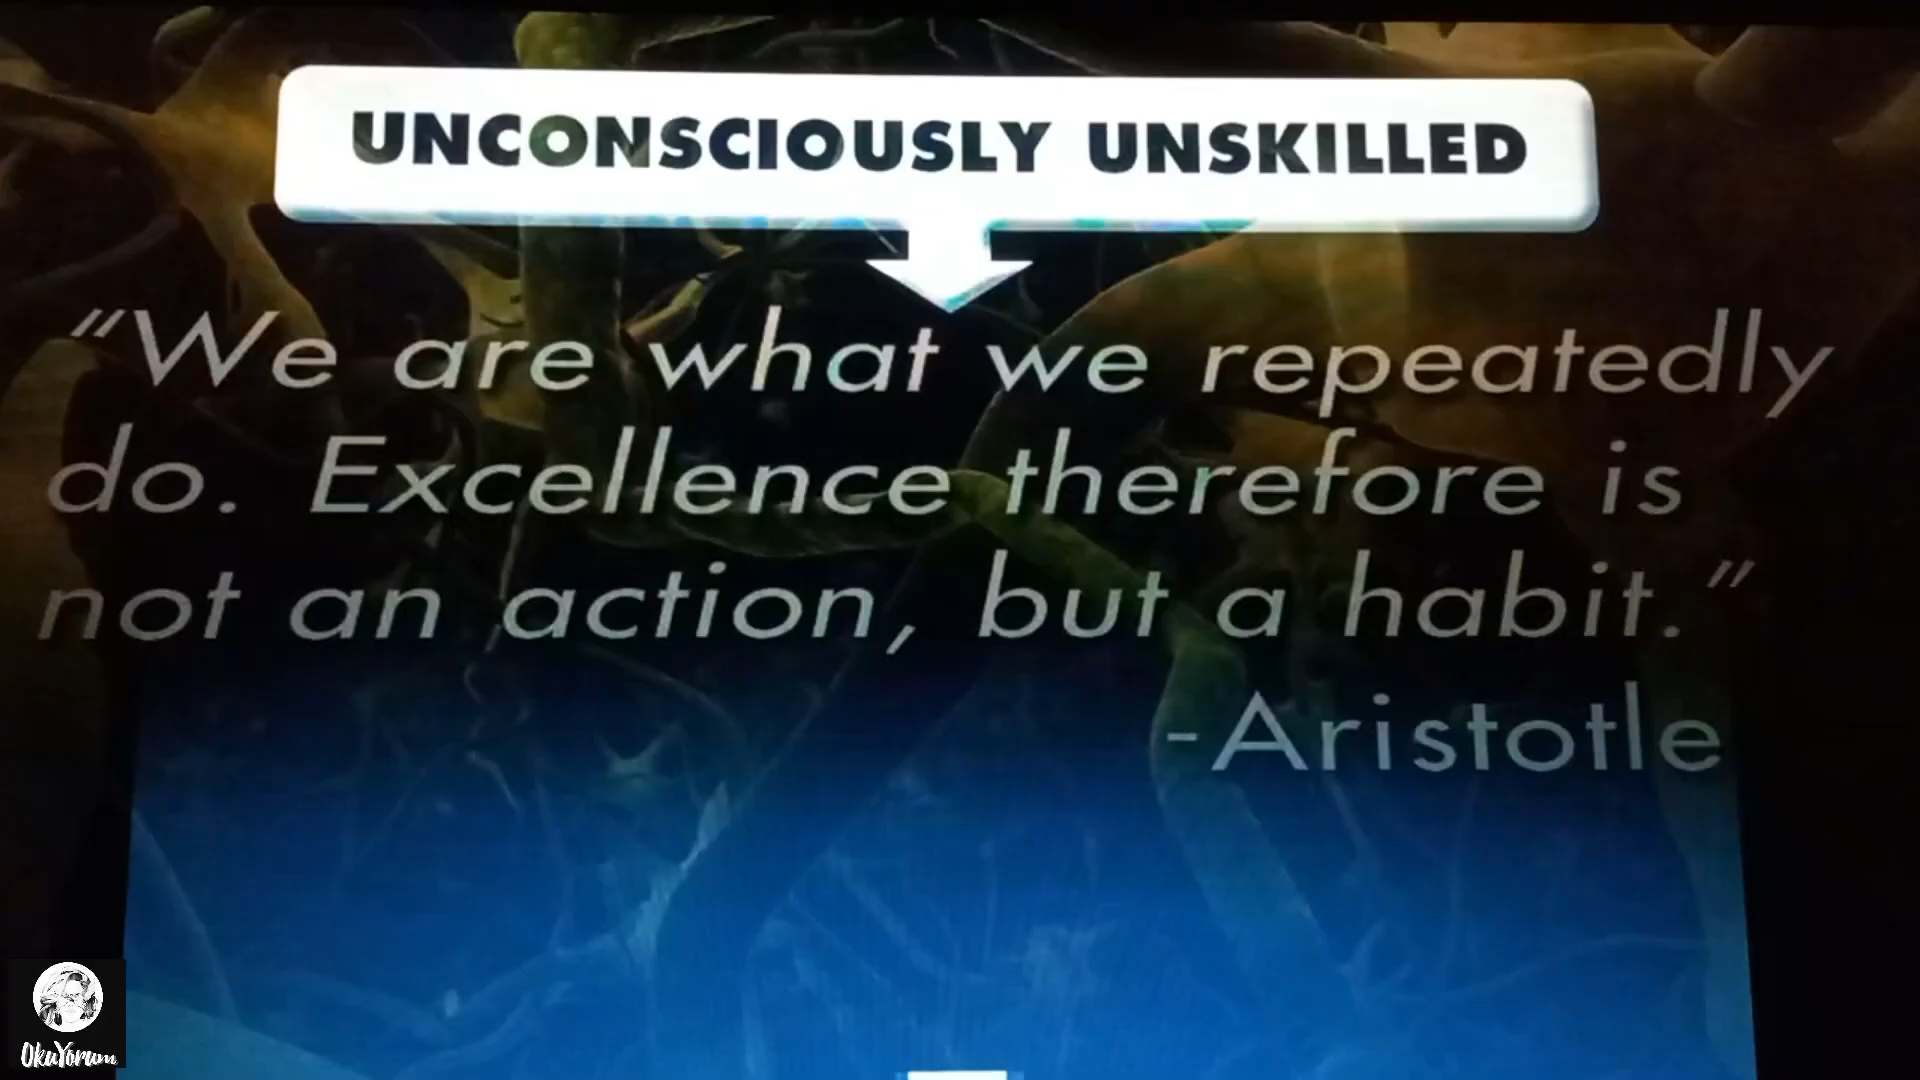 UNCONSCIOUSLY UNSKILLED
“We are what we repeatedly
do. Excellence therefore is
not an action, but a habit.”
-Aristotle
OkuYorum